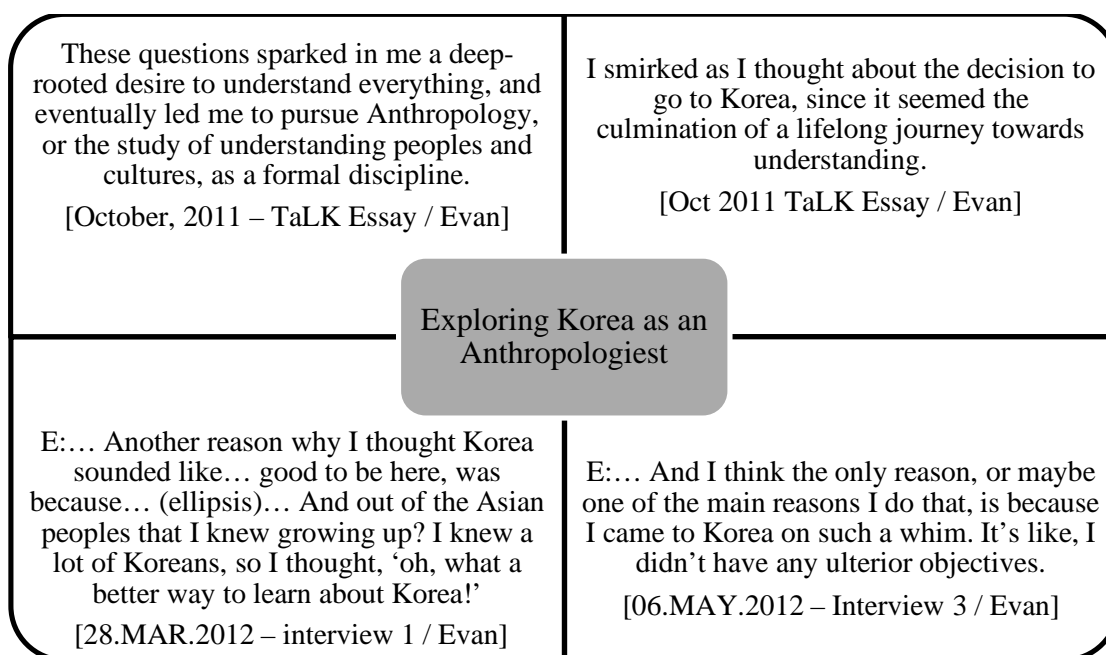 These questions sparked in me a deep-
rooted desire to understand everything, and
eventually led me to pursue Anthropology,
or the study of understanding peoples and
cultures, as a formal discipline.
[October, 2011 – TaLK Essay / Evan]
I smirked as I thought about the decision to
go to Korea, since it seemed the
culmination of a lifelong journey towards
understanding.
[Oct 2011 TaLK Essay / Evan]
Exploring Korea as an
Anthropologiest
E:… Another reason why I thought Korea
sounded like… good to be here, was
because… (ellipsis)… And out of the Asian
peoples that I knew growing up? I knew a
lot of Koreans, so I thought, ‘oh, what a
better way to learn about Korea!’
[28.MAR.2012 – interview 1 / Evan]
E:… And I think the only reason, or maybe
one of the main reasons I do that, is because
I came to Korea on such a whim. It’s like, I
didn’t have any ulterior objectives.
[06.MAY.2012 – Interview 3 / Evan]